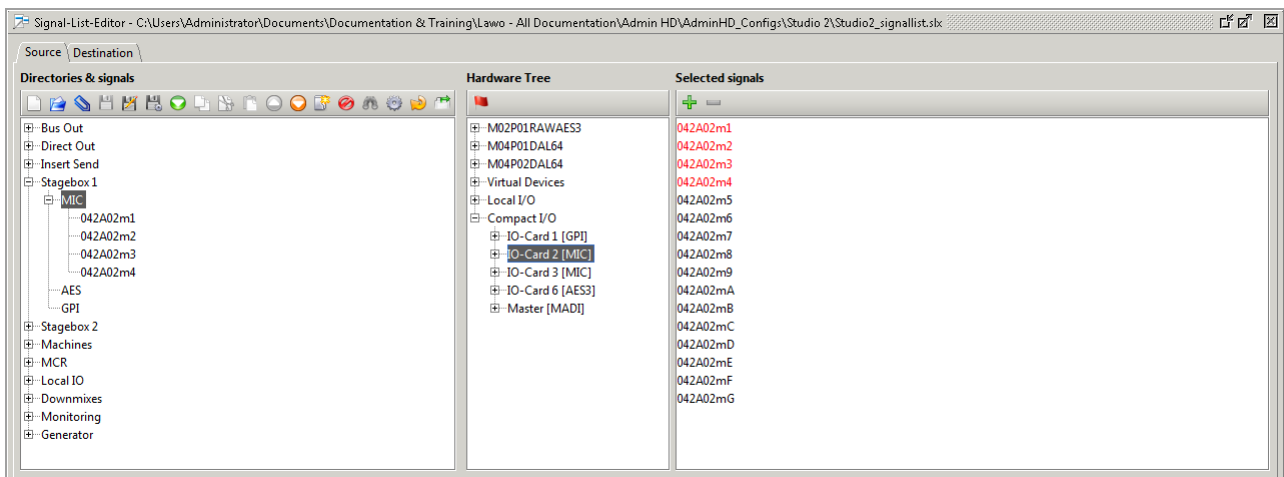 Signal-List-Editor - C:\Users\Administrator\Documents\Documentation & Training\Lawo - All Documentation\Admin HD\AdminHD_Configs\Studio 2\Studio2_signallist.slx
Source
Destination
Directories & signals
Bus Out
Direct Out
Insert Send
Stagebox 1
MIC
042A02m1
042A02m2
042A02m3
042A02m4
AES
GPI
Stagebox 2
Machines
MCR
Local IO
Downmixes
Monitoring
Generator
Hardware Tree
M02P01RAWAES3
M04P01DAL64
M04P02DAL64
Virtual Devices
Local I/O
Compact I/O
IO-Card 1 [GPI]
IO-Card 2 [MIC]
IO-Card 3 [MIC]
IO-Card 6 [AES3]
Master [MADI]
Selected signals
042A02m1
042A02m2
042A02m3
042A02m4
042A02m5
042A02m6
042A02m7
042A02m8
042A02m9
042A02mA
042A02mB
042A02mC
042A02mD
042A02mE
042A02mF
042A02mG